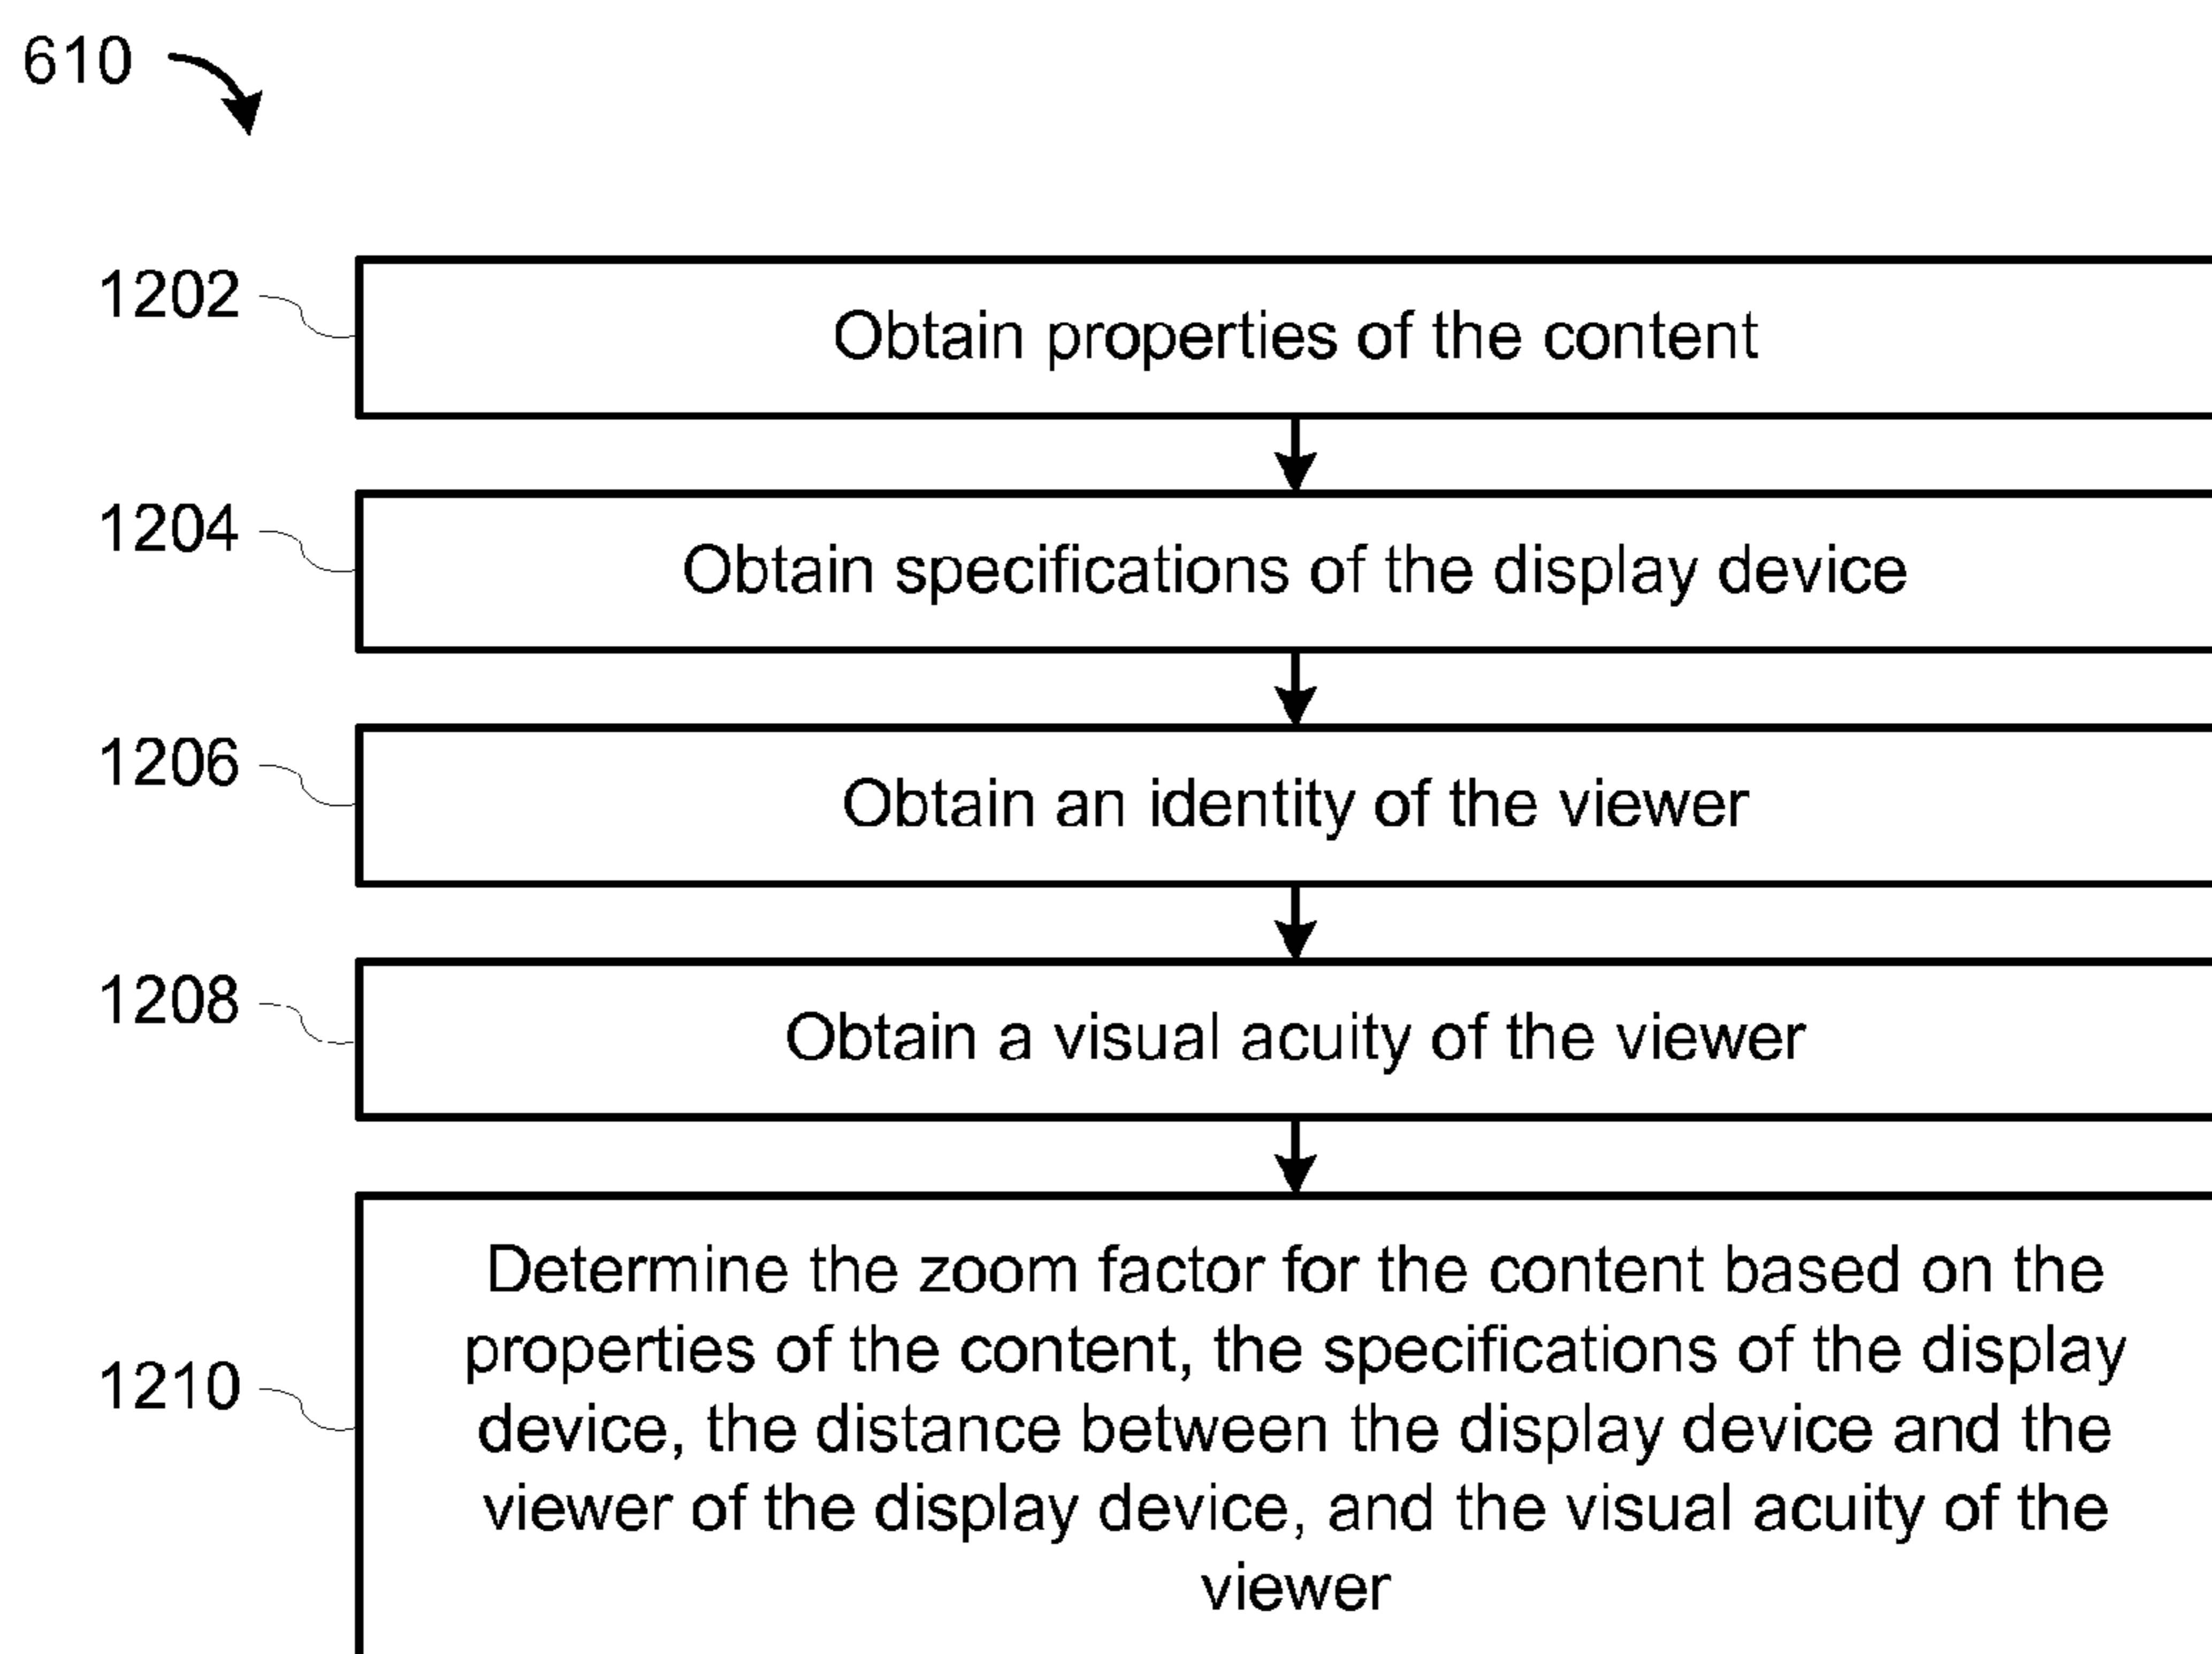 610
1202
Obtain properties of the content
1204
Obtain specifications of the display device
1206
Obtain an identity of the viewer
1208
Obtain a visual acuity of the viewer
1210
Determine the zoom factor for the content based on the
properties of the content, the specifications of the display
device, the distance between the display device and the
viewer of the display device, and the visual acuity of the
viewer